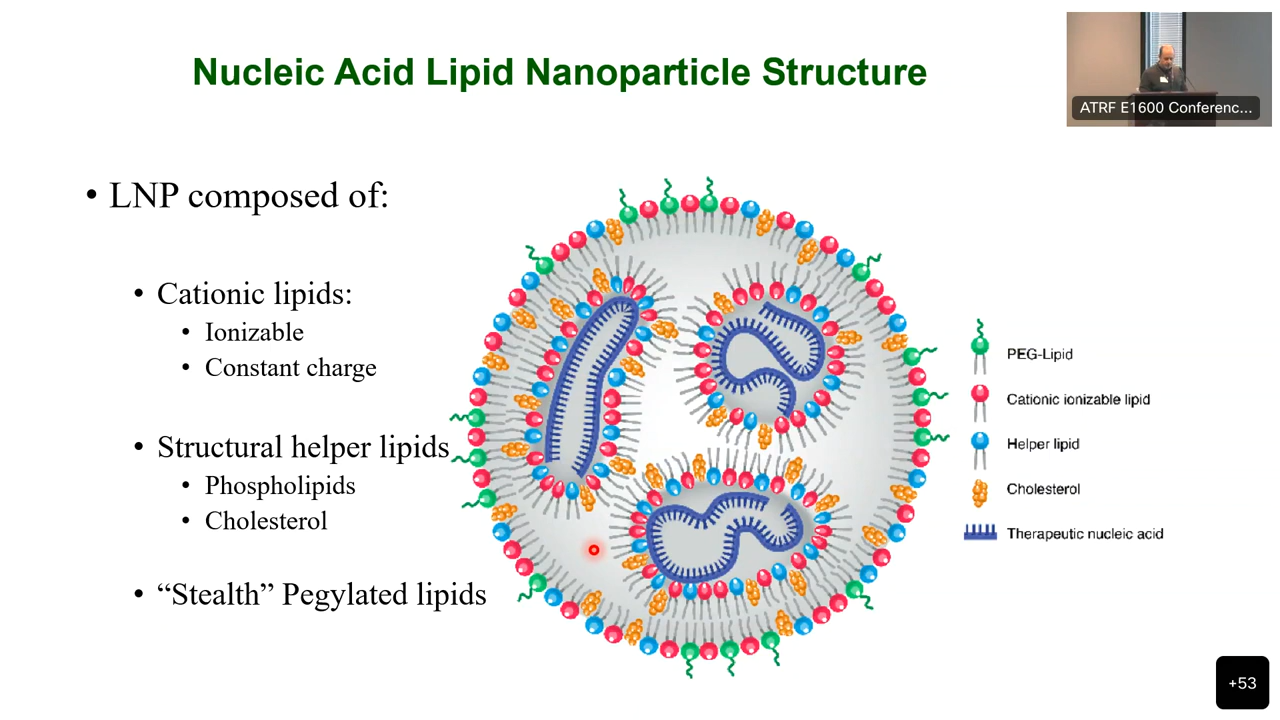 Nucleic Acid Lipid Nanoparticle Structure
ATRF E1600 Conferenc...
• LNP composed of:
• Cationic lipids:
• Ionizable
• Constant charge
• Structural helper lipids
• Phospholipids
• Cholesterol
• “Stealth” Pegylated lipids
PEG-Lipid
Cationic ionizable lipid
Helper lipid
Cholesterol
Therapeutic nucleic acid
+53